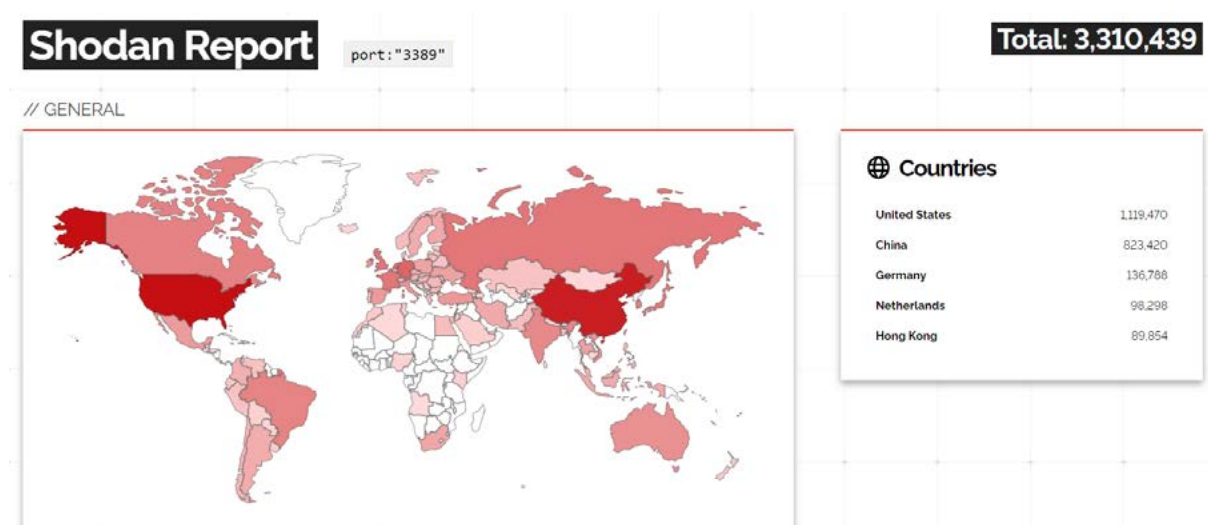 Shodan Report
port:"3389"
Total: 3,310,439
// GENERAL
Countries
United States 1,119,470
China 823,420
Germany 136,788
Netherlands 98,298
Hong Kong 89,854